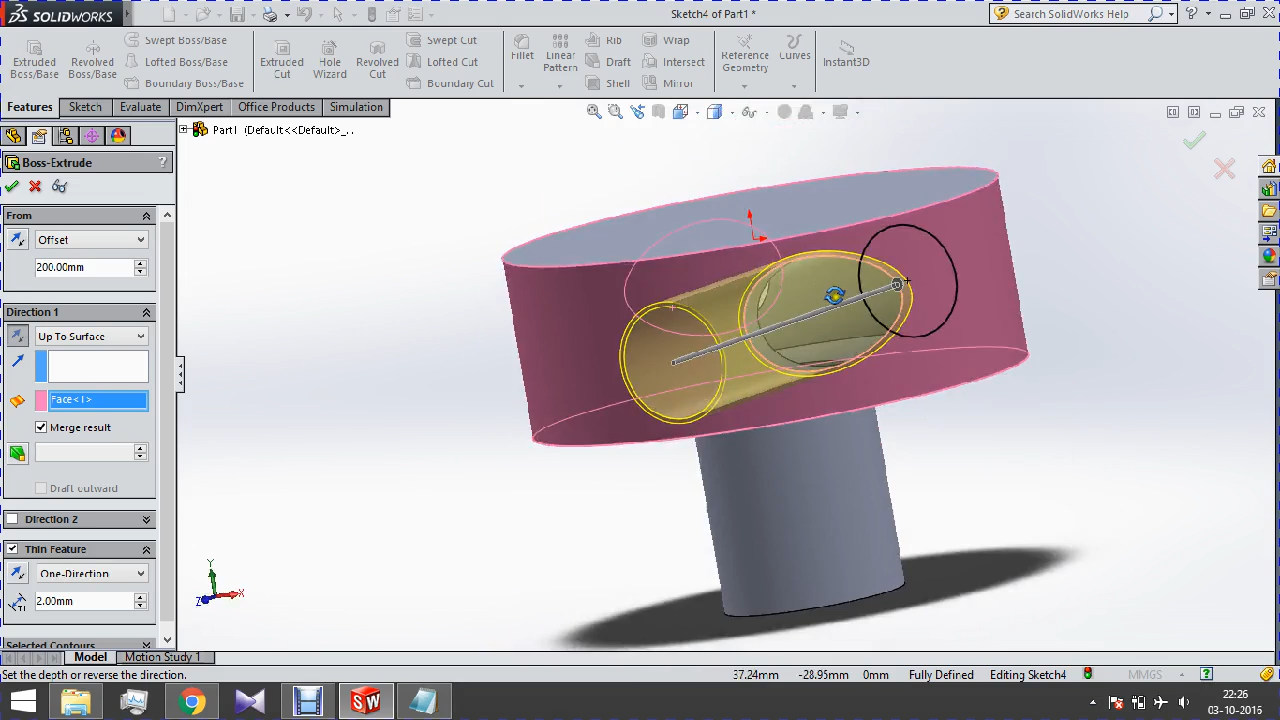 SOLIDWORKS
Sketch4 of Part1 *
Search SolidWorks Help
Extruded Boss/Base
Revolved Boss/Base
Swept Boss/Base
Lofted Boss/Base
Boundary Boss/Base
Extruded Cut
Hole Wizard
Revolved Cut
Swept Cut
Lofted Cut
Boundary Cut
Fillet
Linear Pattern
Rib
Draft
Shell
Wrap
Intersect
Mirror
Reference Geometry
Curves
Instant3D
Features
Sketch
Evaluate
DimXpert
Office Products
Simulation
Part1 (Default<<Default>_..
Boss-Extrude
?
From
Offset
200.00mm
Direction 1
Up To Surface
Face<1>
Merge result
Draft outward
Direction 2
Thin Feature
One-Direction
2.00mm
Selected Contours
Y
X
Z
Model
Motion Study 1
Set the depth or reverse the direction.
37.24mm
-28.95mm
0mm
Fully Defined
Editing Sketch4
MMGS
22:26
03-10-2016